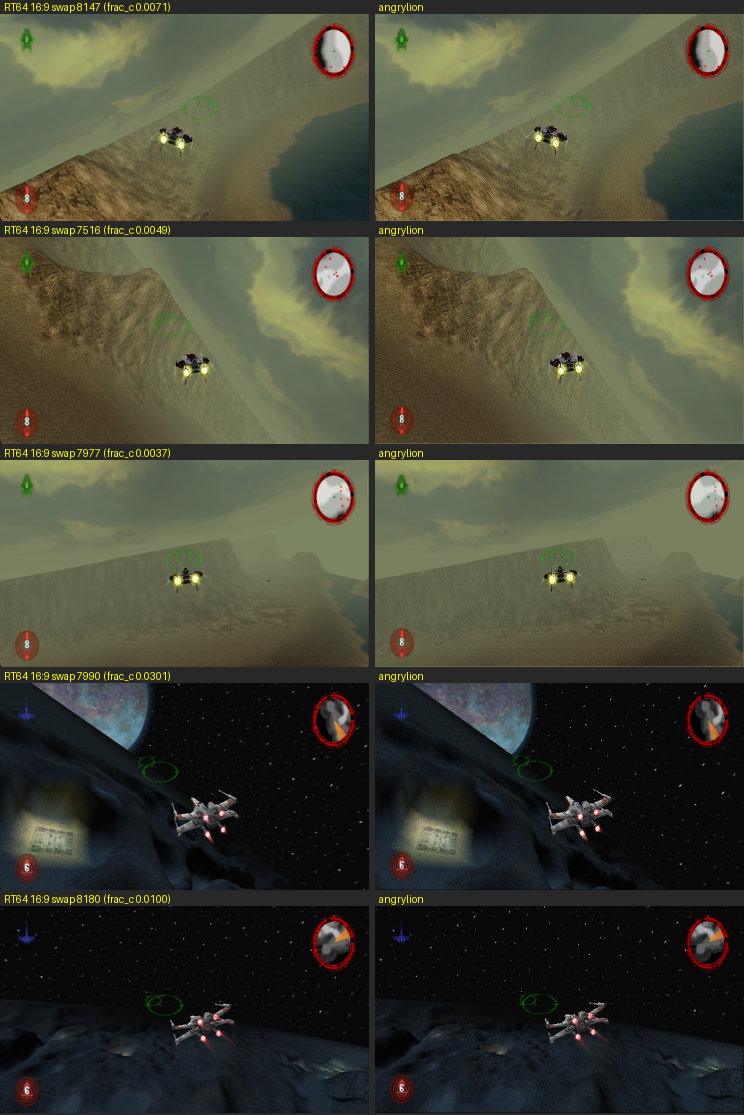 RT64 16:9 swap 8147 (frac_c 0.0071)
angrylion
8
8
RT64 16:9 swap 7516 (frac_c 0.0049)
angrylion
8
8
RT64 16:9 swap 7977 (frac_c 0.0037)
angrylion
8
8
RT64 16:9 swap 7990 (frac_c 0.0301)
angrylion
6
6
RT64 16:9 swap 8180 (frac_c 0.0100)
angrylion
6
6